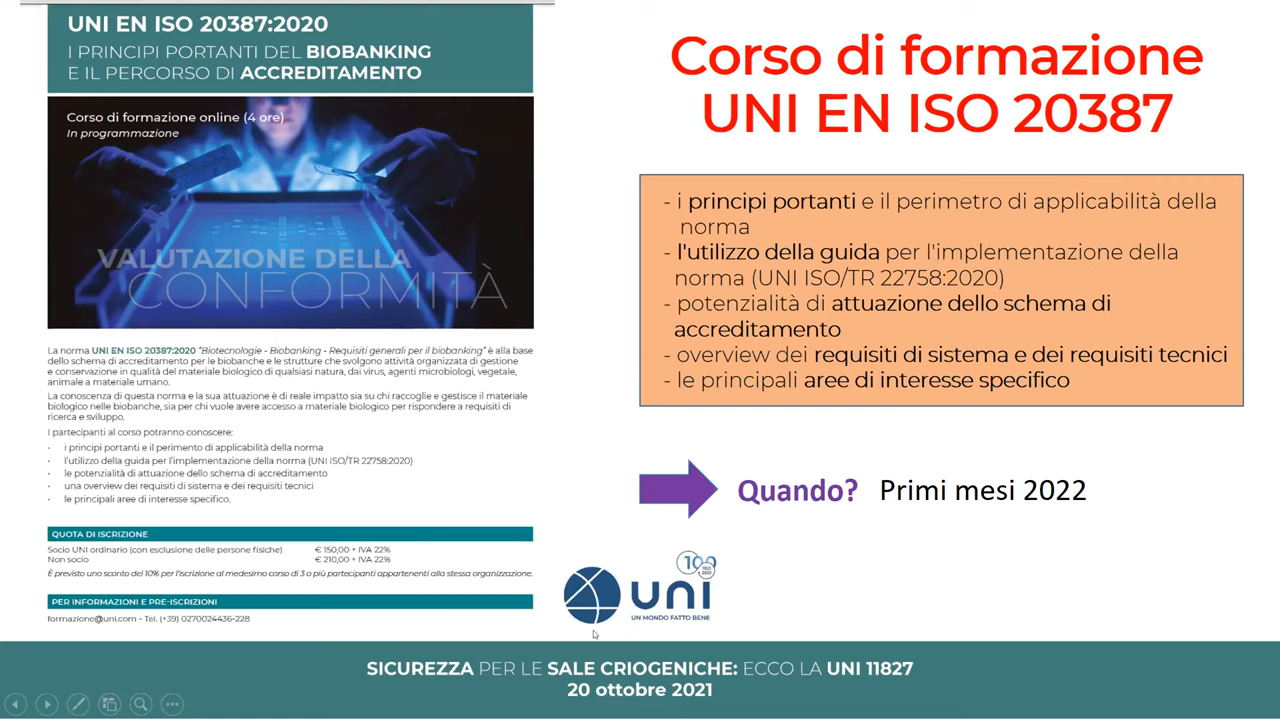 UNI EN ISO 20387:2020
I PRINCIPI PORTANTI DEL BIOBANKING
E IL PERCORSO DI ACCREDITAMENTO
Corso di formazione online (4 ore)
In programmazione
VALUTAZIONE DELLA
CONFORMITÀ
La norma UNI EN ISO 20387:2020 "Biotecnologie - Biobanking - Requisiti generali per il biobanking" è alla base
dello schema di accreditamento per le biobanche e le strutture che svolgono attività organizzata di gestione
e conservazione in qualità del materiale biologico di qualsiasi natura, dai virus, agenti microbiologi, vegetale,
animale a materiale umano.
La conoscenza di questa norma e la sua attuazione è di reale impatto sia su chi raccoglie e gestisce il materiale
biologico nelle biobanche, sia per chi vuole avere accesso a materiale biologico per rispondere a requisiti di
ricerca e sviluppo.
I partecipanti al corso potranno conoscere:
• i principi portanti e il perimento di applicabilità della norma
• l'utilizzo della guida per l'implementazione della norma (UNI ISO/TR 22758:2020)
• le potenzialità di attuazione dello schema di accreditamento
• una overview dei requisiti di sistema e dei requisiti tecnici
• le principali aree di interesse specifico.
QUOTA DI ISCRIZIONE
Socio UNI ordinario (con esclusione delle persone fisiche) € 150,00 + IVA 22%
Non socio € 210,00 + IVA 22%
È previsto uno sconto del 10% per l'iscrizione al medesimo corso di 3 o più partecipanti appartenenti alla stessa organizzazione.
PER INFORMAZIONI E PRE-ISCRIZIONI
formazione@uni.com - Tel. (+39) 0270024436-228
Corso di formazione
UNI EN ISO 20387
- i principi portanti e il perimetro di applicabilità della
norma
- l'utilizzo della guida per l'implementazione della
norma (UNI ISO/TR 22758:2020)
- potenzialità di attuazione dello schema di
accreditamento
- overview dei requisiti di sistema e dei requisiti tecnici
- le principali aree di interesse specifico
Quando? Primi mesi 2022
100
1921
2021
uni
UN MONDO FATTO BENE
SICUREZZA PER LE SALE CRIOGENICHE: ECCO LA UNI 11827
20 ottobre 2021